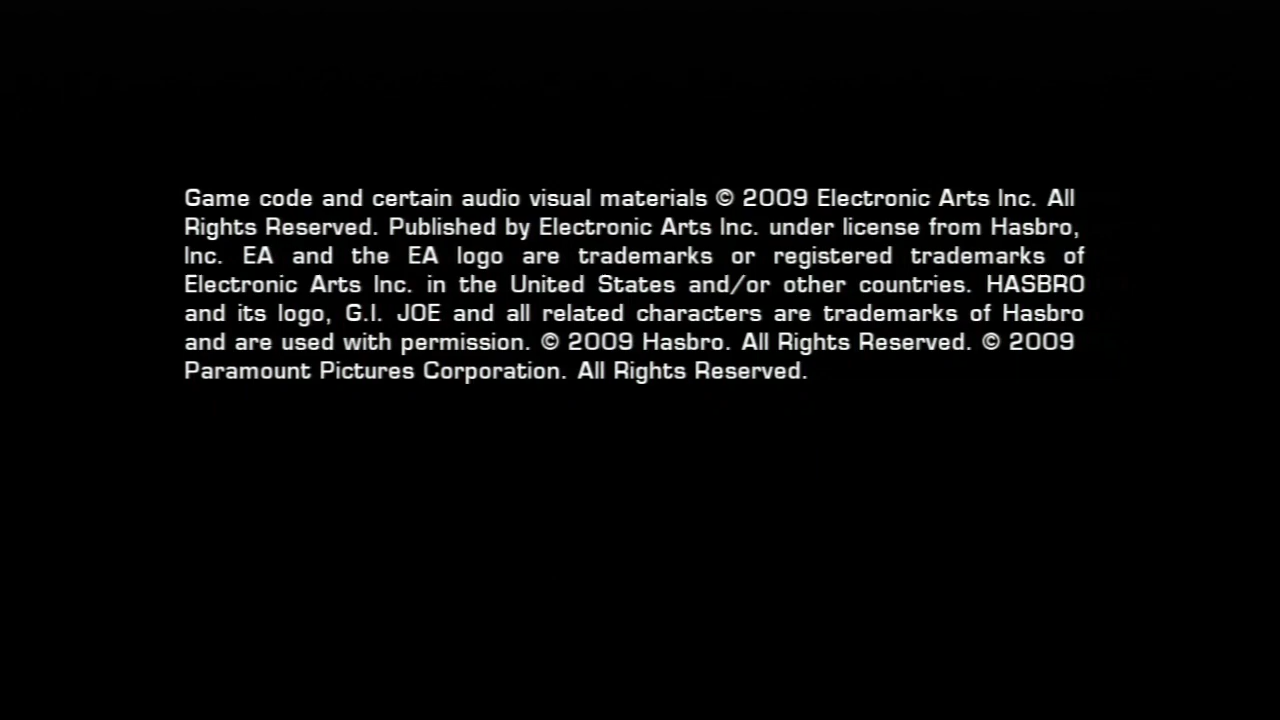 Game code and certain audio visual materials © 2009 Electronic Arts Inc. All
Rights Reserved. Published by Electronic Arts Inc. under license from Hasbro,
Inc. EA and the EA logo are trademarks or registered trademarks of
Electronic Arts Inc. in the United States and/or other countries. HASBRO
and its logo, G.I. JOE and all related characters are trademarks of Hasbro
and are used with permission. © 2009 Hasbro. All Rights Reserved. © 2009
Paramount Pictures Corporation. All Rights Reserved.